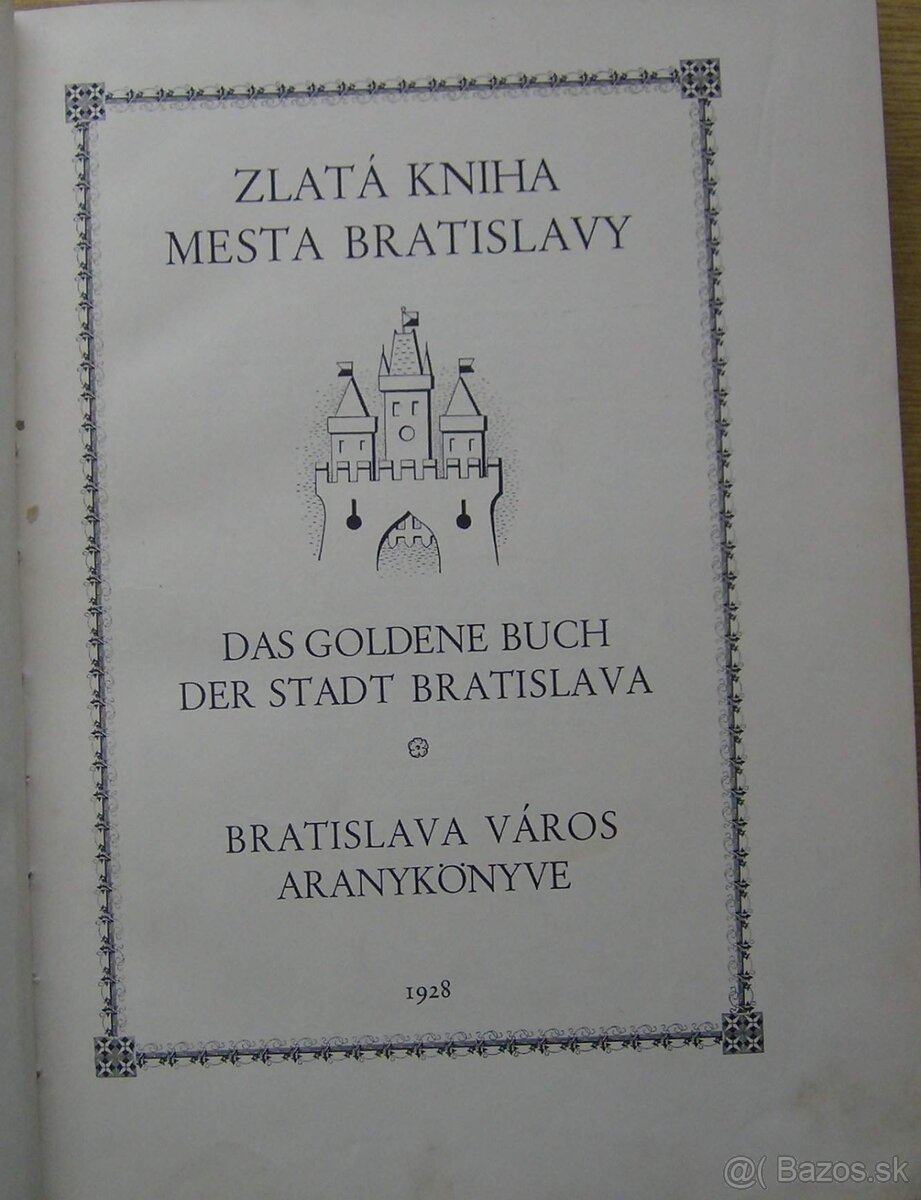 ZLATÁ KNIHA
MESTA BRATISLAVY
DAS GOLDENE BUCH
DER STADT BRATISLAVA
BRATISLAVA VÁROS
ARANYKÖNYVE
1928
@( Bazos.sk